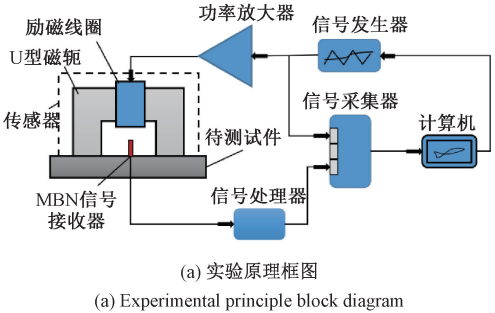 励磁线圈
功率放大器
信号发生器
U型磁轭
传感器
信号采集器
计算机
待测试件
MBN信号
接收器
信号处理器
(a) 实验原理框图
(a) Experimental principle block diagram